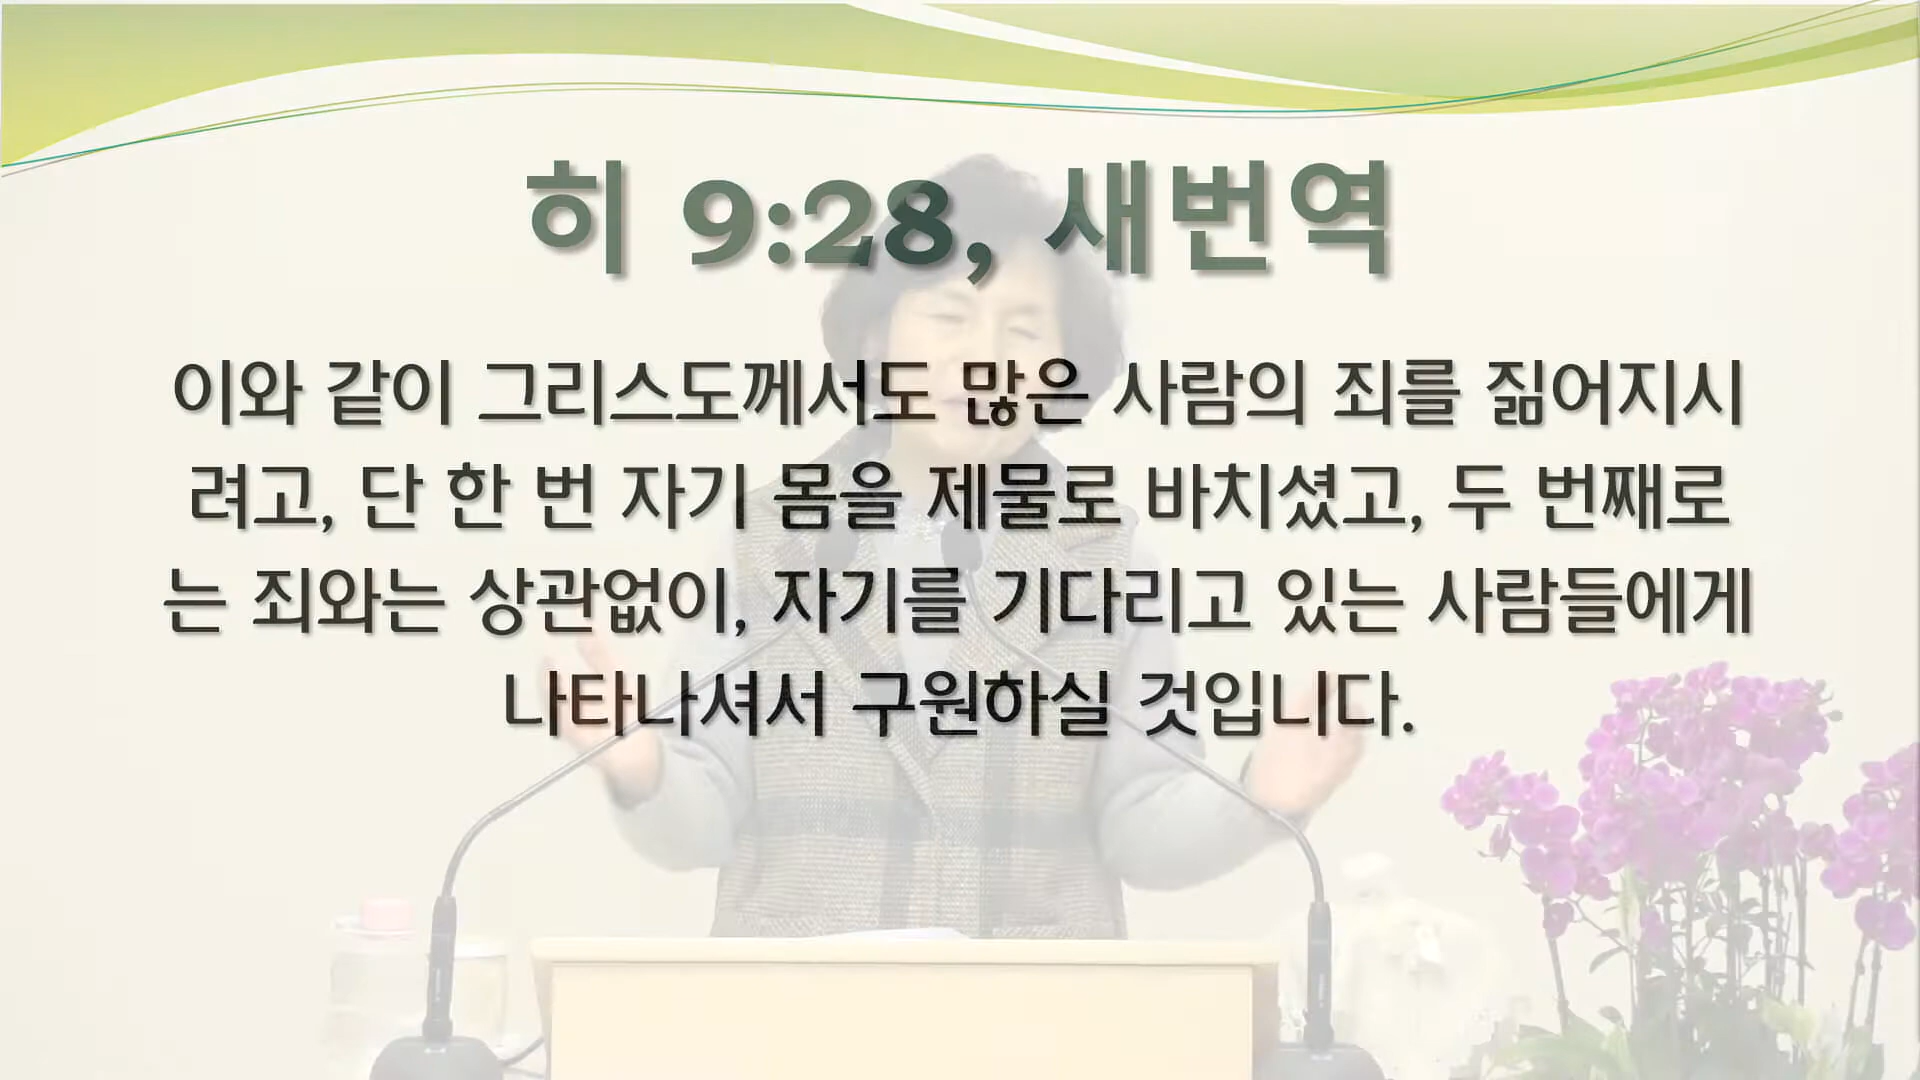 히 9:28, 새번역
이와 같이 그리스도께서도 많은 사람의 죄를 짊어지시
려고, 단 한 번 자기 몸을 제물로 바치셨고, 두 번째로
는 죄와는 상관없이, 자기를 기다리고 있는 사람들에게
나타나셔서 구원하실 것입니다.